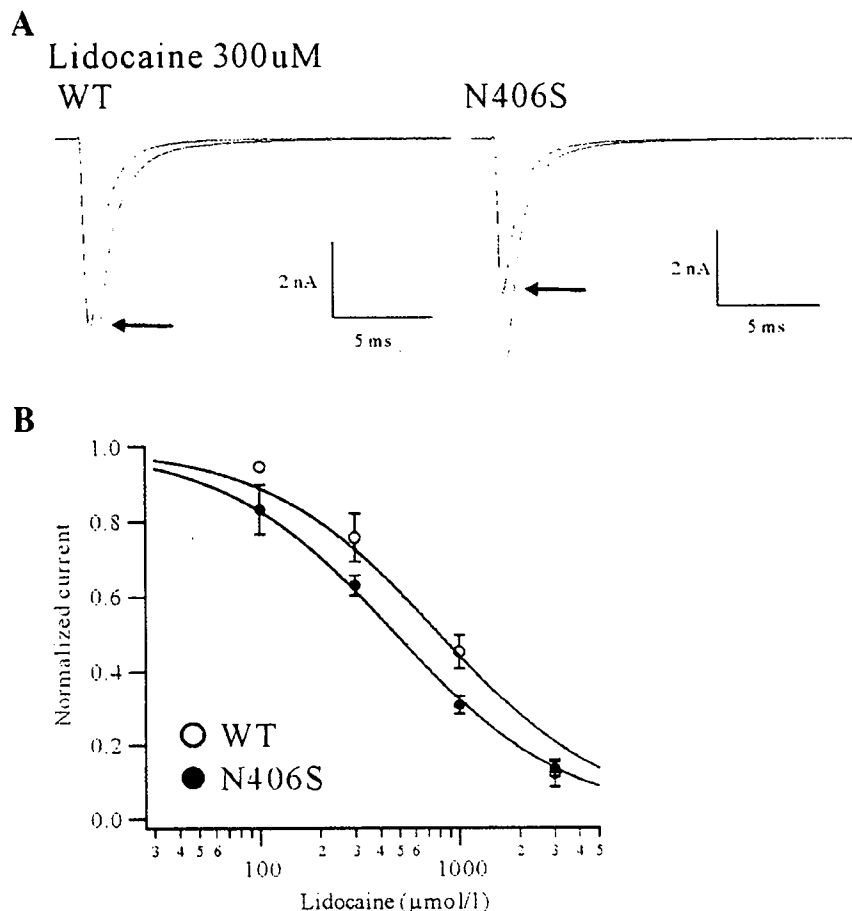 A
Lidocaine 300uM
WT
N406S
2 nA
5 ms
2 nA
5 ms
B
Normalized current
1.0
0.8
0.6
0.4
0.2
0.0
WT
N406S
3 4 5 6 100 2 3 4 5 6 1000 2 3 4 5
Lidocaine (μmol/l)